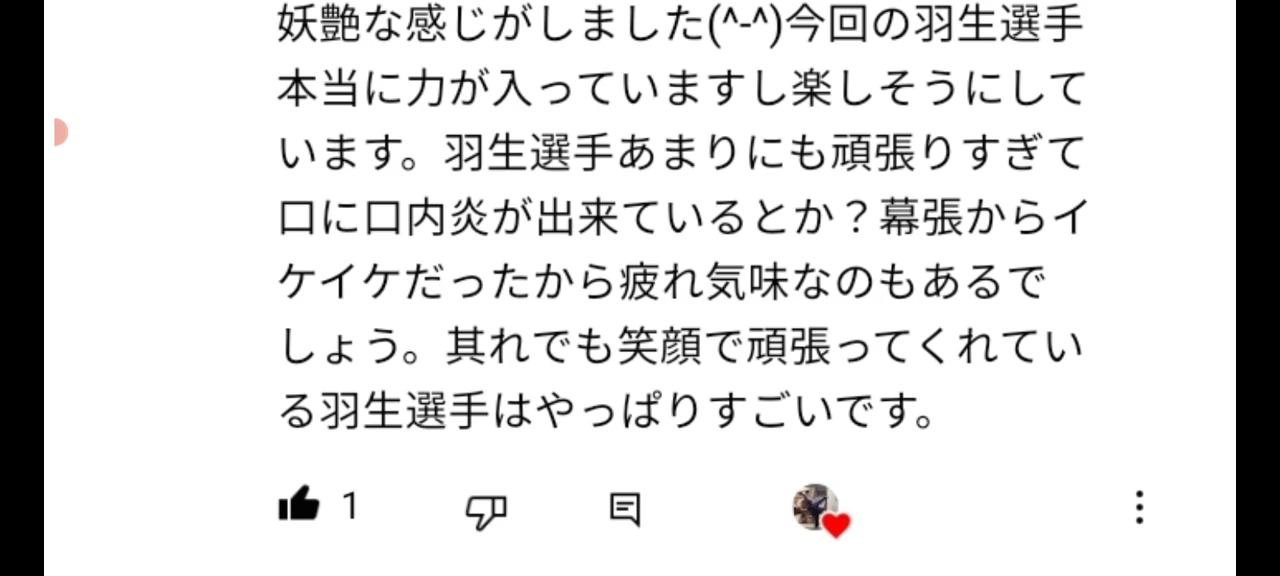 妖艶な感じがしました(^-^)今回の羽生選手
本当に力が入っていますし楽しそうにして
います。羽生選手あまりにも頑張りすぎて
口に口内炎が出来ているとか？幕張からイ
ケイケだったから疲れ気味なのもあるで
しょう。其れでも笑顔で頑張ってくれてい
る羽生選手はやっぱりすごいです。
1